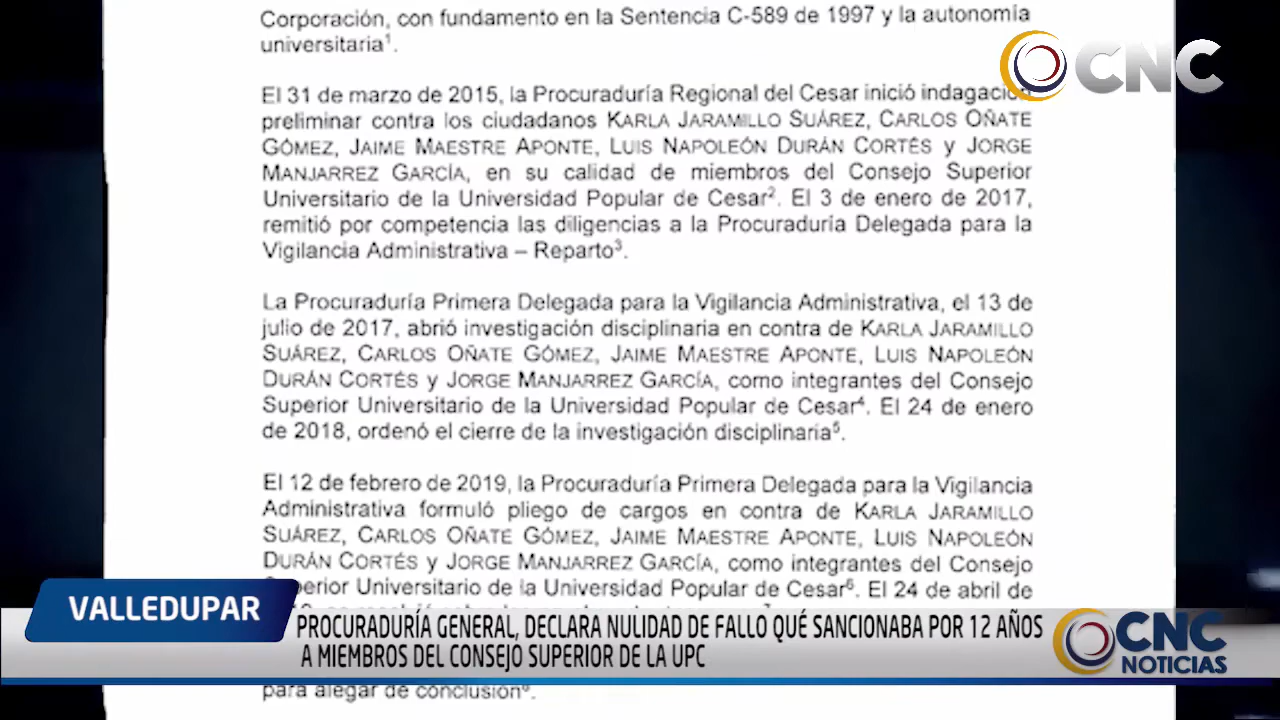 Corporación, con fundamento en la Sentencia C-589 de 1997 y la autonomía
universitaria¹.
CNC
El 31 de marzo de 2015, la Procuraduría Regional del Cesar inició indagación
preliminar contra los ciudadanos KARLA JARAMILLO SUÁREZ, CARLOS OÑATE
GÓMEZ, JAIME MAESTRE APONTE, LUIS NAPOLEÓN DURÁN CORTÉS y JORGE
MANJARREZ GARCÍA, en su calidad de miembros del Consejo Superior
Universitario de la Universidad Popular de Cesar². El 3 de enero de 2017,
remitió por competencia las diligencias a la Procuraduría Delegada para la
Vigilancia Administrativa – Reparto³.
La Procuraduría Primera Delegada para la Vigilancia Administrativa, el 13 de
julio de 2017, abrió investigación disciplinaria en contra de KARLA JARAMILLO
SUÁREZ, CARLOS OÑATE GÓMEZ, JAIME MAESTRE APONTE, LUIS NAPOLEÓN
DURÁN CORTÉS y JORGE MANJARREZ GARCÍA, como integrantes del Consejo
Superior Universitario de la Universidad Popular de Cesar⁴. El 24 de enero
de 2018, ordenó el cierre de la investigación disciplinaria⁵.
El 12 de febrero de 2019, la Procuraduría Primera Delegada para la Vigilancia
Administrativa formuló pliego de cargos en contra de KARLA JARAMILLO
SUÁREZ, CARLOS OÑATE GÓMEZ, JAIME MAESTRE APONTE, LUIS NAPOLEÓN
DURÁN CORTÉS y JORGE MANJARREZ GARCÍA, como integrantes del Consejo
Universitario de la Universidad Popular de Cesar⁶. El 24 de abril de
VALLEDUPAR
PROCURADURÍA GENERAL, DECLARA NULIDAD DE FALLO QUÉ SANCIONABA POR 12 AÑOS
A MIEMBROS DEL CONSEJO SUPERIOR DE LA UPC
CNC
NOTICIAS
para alegar de conclusión⁸.